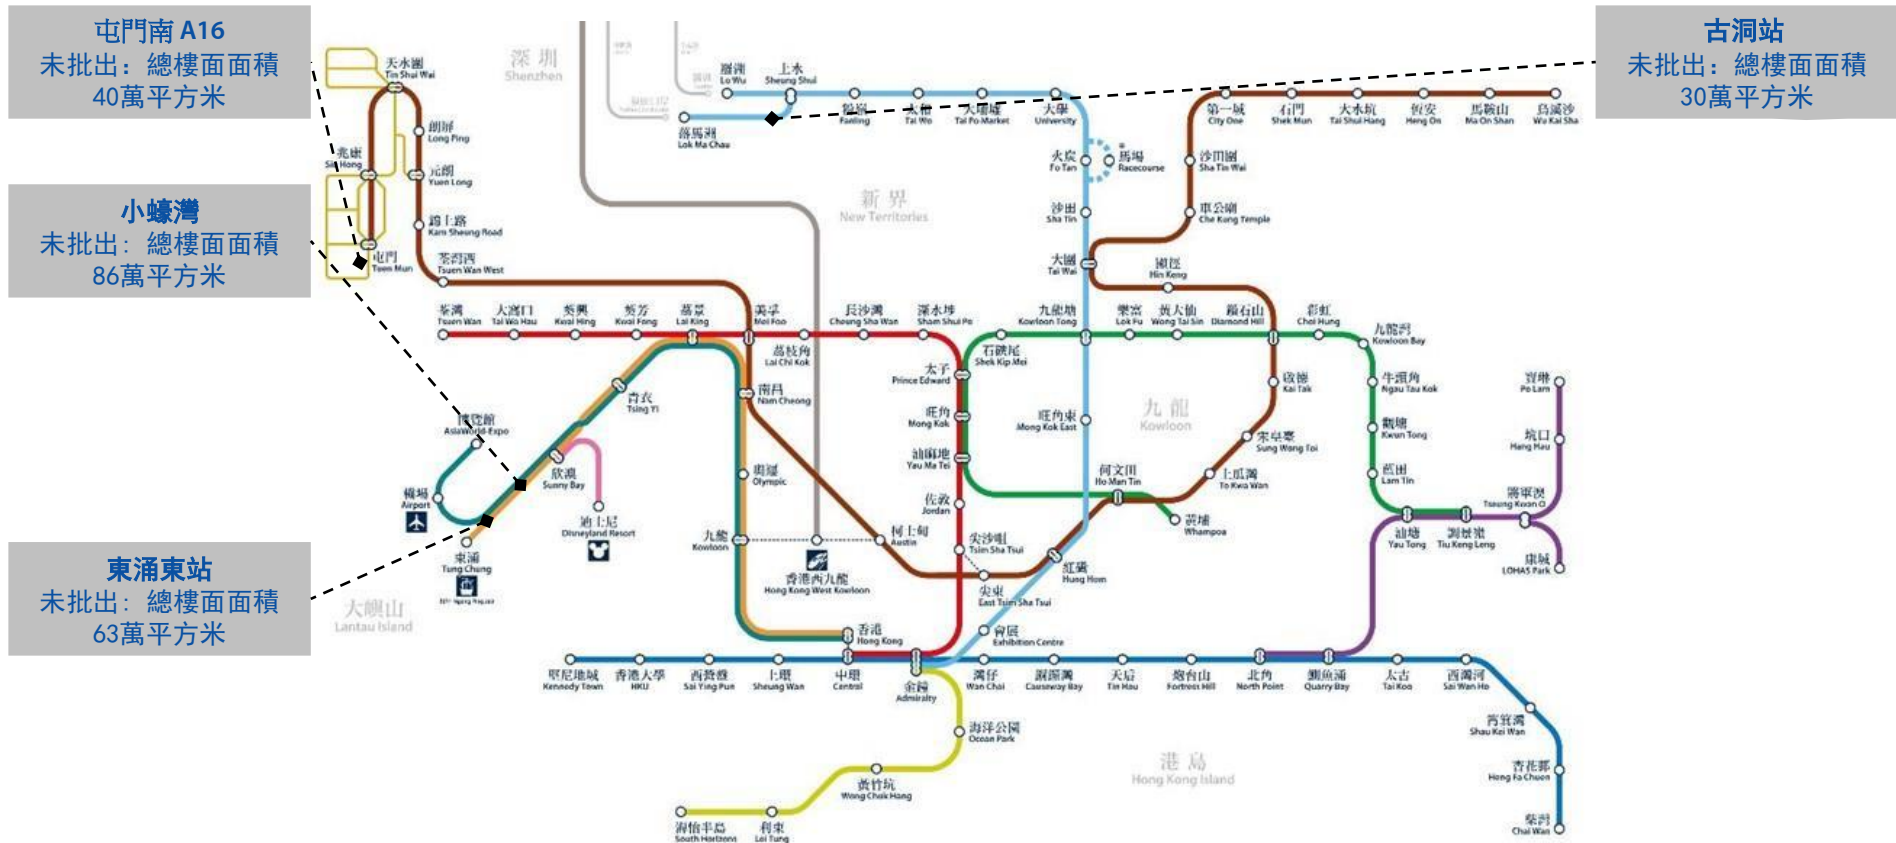 屯門南 A16
未批出：總樓面面積
40萬平方米
小蠔灣
未批出：總樓面面積
86萬平方米
東涌東站
未批出：總樓面面積
63萬平方米
古洞站
未批出：總樓面面積
30萬平方米
深圳
Shenzhen
新界
New Territories
九龍
Kowloon
大嶼山
Lantau Island
港島
Hong Kong Island
天水圍
Tin Shui Wai
朗屏
Long Ping
兆康
Siu Hong
元朗
Yuen Long
錦上路
Kam Sheung Road
屯門
Tuen Mun
荃灣西
Tsuen Wan West
羅湖
Lo Wu
上水
Sheung Shui
粉嶺
Fanling
太和
Tai Wo
大埔墟
Tai Po Market
大學
University
落馬洲
Lok Ma Chau
火炭
Fo Tan
馬場
Racecourse
沙田
Sha Tin
大圍
Tai Wai
第一城
City One
石門
Shek Mun
大水坑
Tai Shui Hang
恆安
Heng On
馬鞍山
Ma On Shan
烏溪沙
Wu Kai Sha
沙田圍
Sha Tin Wai
車公廟
Che Kung Temple
顯徑
Hin Keng
荃灣
Tsuen Wan
大窩口
Tai Wo Hau
葵興
Kwai Hing
葵芳
Kwai Fong
荔景
Lai King
美孚
Mei Foo
荔枝角
Lai Chi Kok
長沙灣
Cheung Sha Wan
深水埗
Sham Shui Po
石硤尾
Shek Kip Mei
九龍塘
Kowloon Tong
樂富
Lok Fu
黃大仙
Wong Tai Sin
鑽石山
Diamond Hill
彩虹
Choi Hung
九龍灣
Kowloon Bay
牛頭角
Ngau Tau Kok
觀塘
Kwun Tong
藍田
Lam Tin
油塘
Yau Tong
調景嶺
Tiu Keng Leng
將軍澳
Tseung Kwan O
寶琳
Po Lam
坑口
Hang Hau
康城
LOHAS Park
太子
Prince Edward
旺角
Mong Kok
油麻地
Yau Ma Tei
佐敦
Jordan
尖沙咀
Tsim Sha Tsui
尖東
East Tsim Sha Tsui
旺角東
Mong Kok East
何文田
Ho Man Tin
黃埔
Whampoa
紅磡
Hung Hom
會展
Exhibition Centre
啟德
Kai Tak
宋皇臺
Sung Wong Toi
土瓜灣
To Kwa Wan
南昌
Nam Cheong
奧運
Olympic
九龍
Kowloon
柯士甸
Austin
香港西九龍
Hong Kong West Kowloon
青衣
Tsing Yi
欣澳
Sunny Bay
迪士尼
Disneyland Resort
博覽館
AsiaWorld-Expo
機場
Airport
東涌
Tung Chung
香港
Hong Kong
堅尼地城
Kennedy Town
香港大學
HKU
西營盤
Sai Ying Pun
上環
Sheung Wan
中環
Central
金鐘
Admiralty
灣仔
Wan Chai
銅鑼灣
Causeway Bay
天后
Tin Hau
炮台山
Fortress Hill
北角
North Point
鰂魚涌
Quarry Bay
太古
Tai Koo
西灣河
Sai Wan Ho
筲箕灣
Shau Kei Wan
杏花邨
Heng Fa Chuen
柴灣
Chai Wan
海洋公園
Ocean Park
黃竹坑
Wong Chuk Hang
利東
Lei Tung
海怡半島
South Horizons